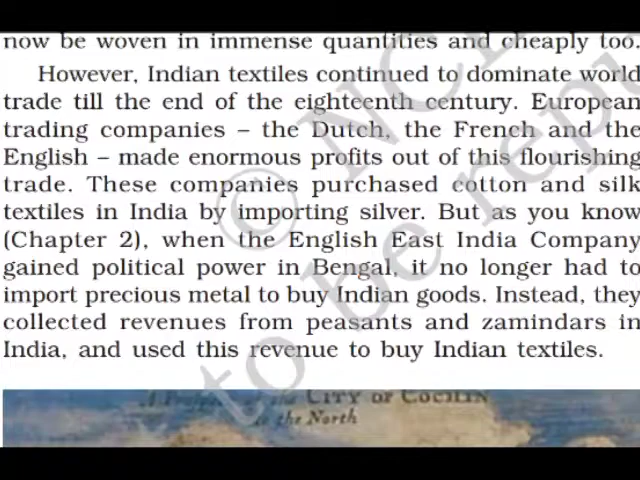 now be woven in immense quantities and cheaply too.
However, Indian textiles continued to dominate world
trade till the end of the eighteenth century. European
trading companies – the Dutch, the French and the
English – made enormous profits out of this flourishing
trade. These companies purchased cotton and silk
textiles in India by importing silver. But as you know
(Chapter 2), when the English East India Company
gained political power in Bengal, it no longer had to
import precious metal to buy Indian goods. Instead, they
collected revenues from peasants and zamindars in
India, and used this revenue to buy Indian textiles.
© NCE
to be repu
the CITY OF COCHIN
the North